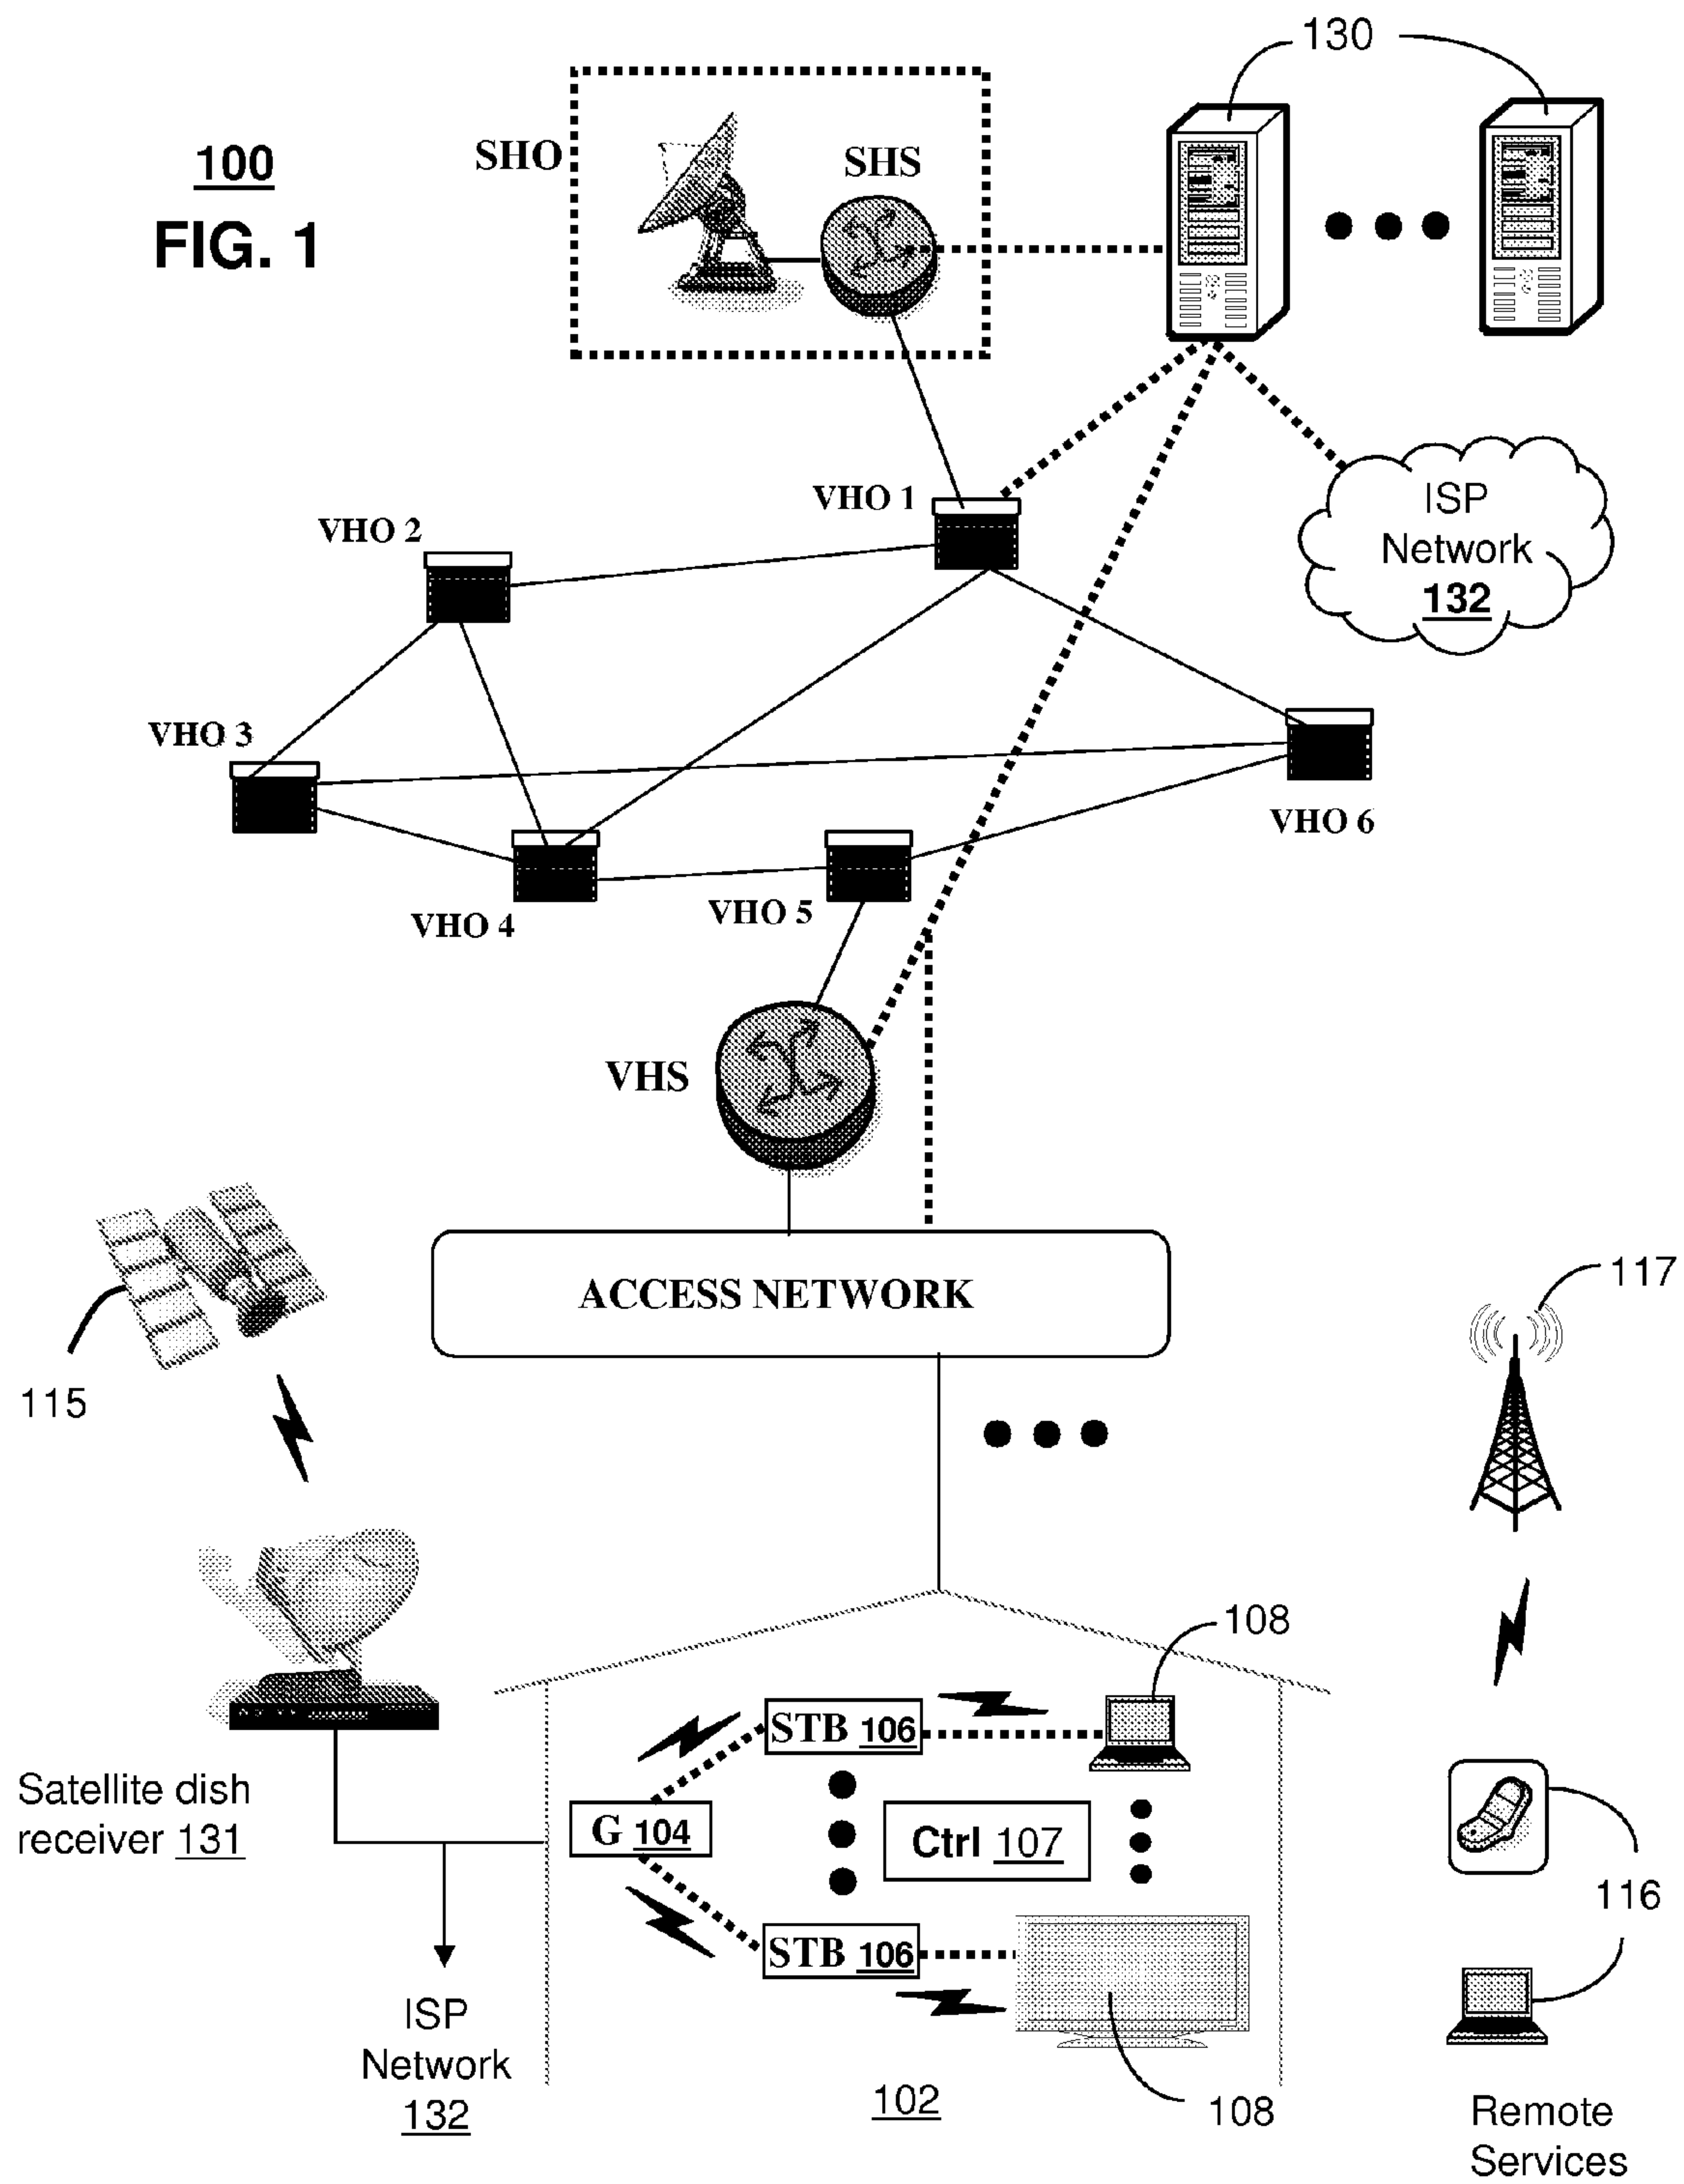 130
100
FIG. 1
SHO
SHS
ISP
Network
132
VHO 1
VHO 2
VHO 3
VHO 6
VHO 4
VHO 5
VHS
ACCESS NETWORK
117
115
108
STB 106
Satellite dish
receiver 131
G 104
Ctrl 107
116
STB 106
ISP
Network
132
102
108
Remote
Services